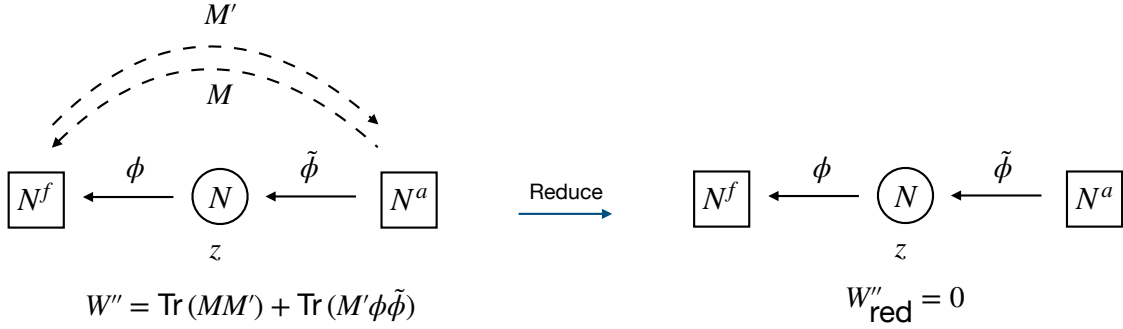 M′
M
ϕ ϕ̃ ϕ ϕ̃
N^f N N^a Reduce N^f N N^a
z z
W′′ = Tr (MM′) + Tr (M′ϕϕ̃) W′′_red = 0